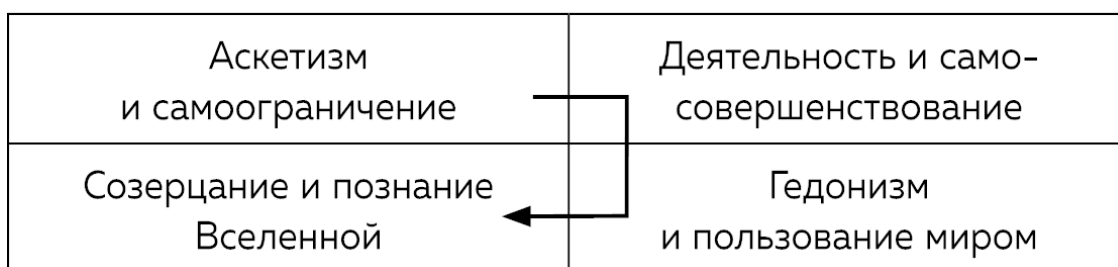 Аскетизм
и самоограничение
Деятельность и само-
совершенствование
Созерцание и познание
Вселенной
Гедонизм
и пользование миром